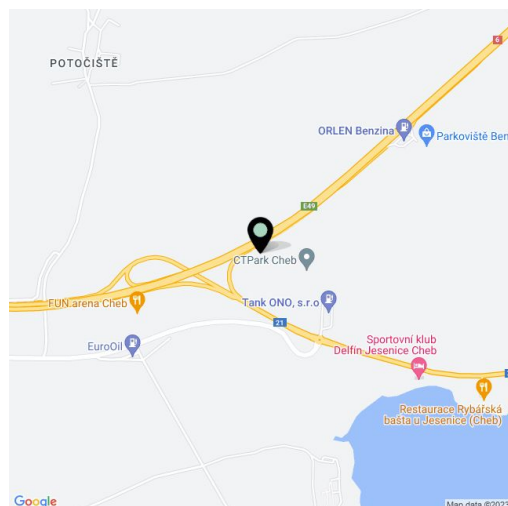 6
POTOČIŠTĚ
ORLEN Benzina
Parkoviště Ben
E49
CTPark Cheb
FUN arena Cheb
Tank ONO, s.r.o
21
EuroOil
Sportovní klub
Delfín Jesenice Cheb
Restaurace Rybářská
bašta u Jesenice (Cheb)
Google
Map data ©2023